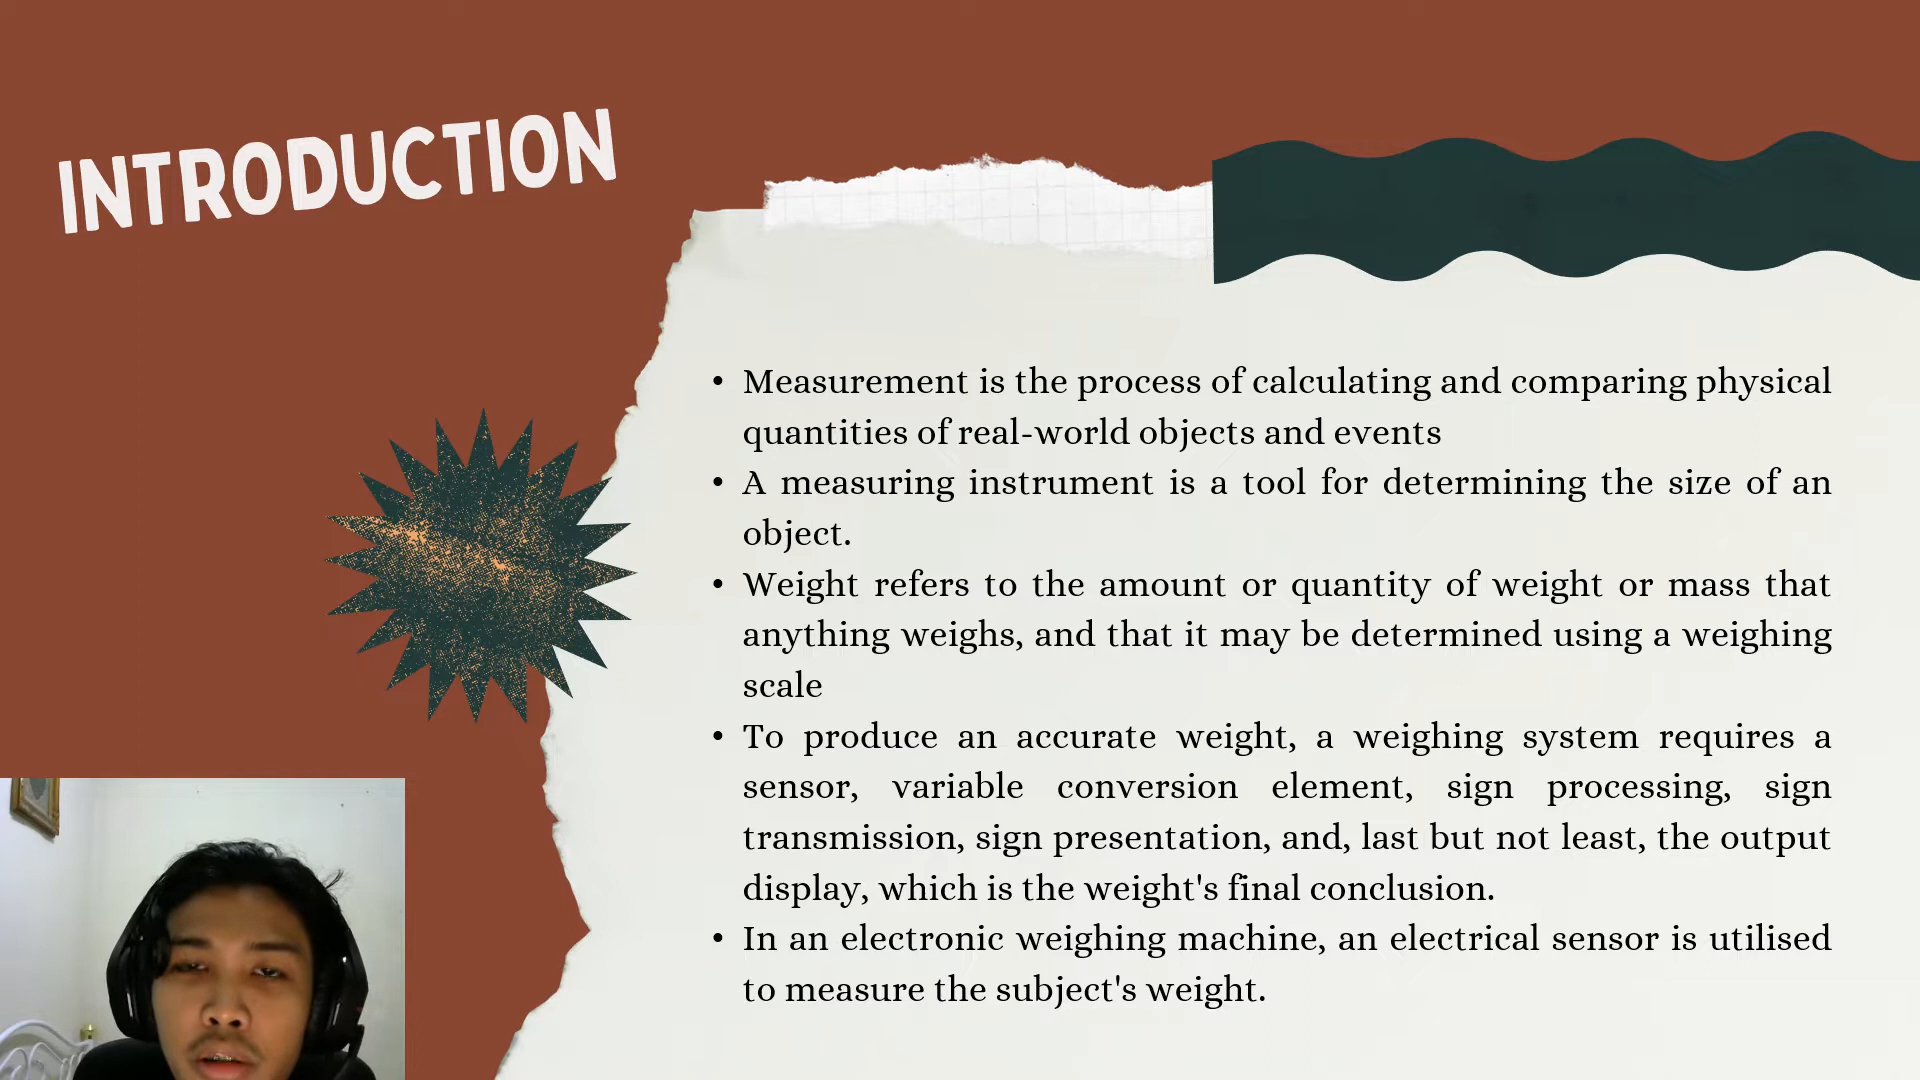 INTRODUCTION
• Measurement is the process of calculating and comparing physical
quantities of real-world objects and events
• A measuring instrument is a tool for determining the size of an
object.
• Weight refers to the amount or quantity of weight or mass that
anything weighs, and that it may be determined using a weighing
scale
• To produce an accurate weight, a weighing system requires a
sensor, variable conversion element, sign processing, sign
transmission, sign presentation, and, last but not least, the output
display, which is the weight's final conclusion.
• In an electronic weighing machine, an electrical sensor is utilised
to measure the subject's weight.